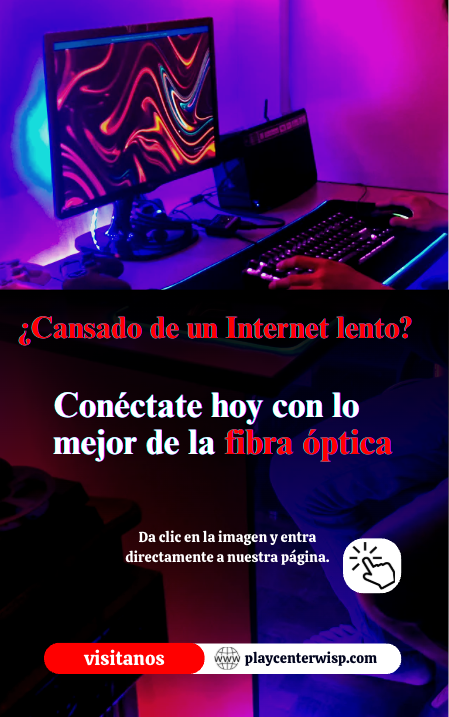 ¿Cansado de un Internet lento?
Conéctate hoy con lo
mejor de la fibra óptica
Da clic en la imagen y entra
directamente a nuestra página.
visitanos www playcenterwisp.com